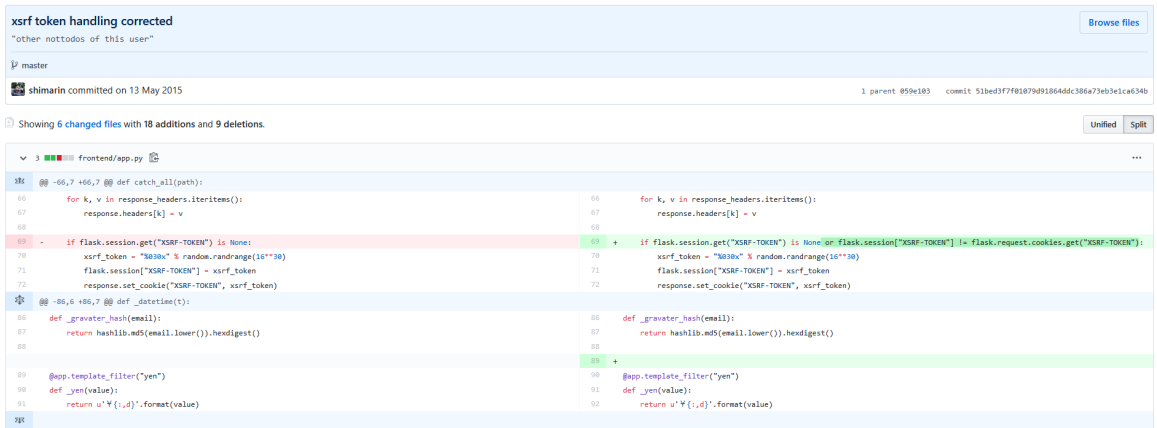 xsrf token handling corrected
Browse files
"other nottodos of this user"
master
shimarin committed on 13 May 2015
1 parent 059e103 commit 51bed3f7f01079d91864ddc386a73eb3e1ca634b
Showing 6 changed files with 18 additions and 9 deletions.
Unified Split
3 frontend/app.py
@@ -66,7 +66,7 @@ def catch_all(path):
66 for k, v in response_headers.iteritems():
67 response.headers[k] = v
68
69 - if flask.session.get("XSRF-TOKEN") is None:
70 xsrf_token = "%030x" % random.randrange(16**30)
71 flask.session["XSRF-TOKEN"] = xsrf_token
72 response.set_cookie("XSRF-TOKEN", xsrf_token)
66 for k, v in response_headers.iteritems():
67 response.headers[k] = v
68
69 + if flask.session.get("XSRF-TOKEN") is None or flask.session["XSRF-TOKEN"] != flask.request.cookies.get("XSRF-TOKEN"):
70 xsrf_token = "%030x" % random.randrange(16**30)
71 flask.session["XSRF-TOKEN"] = xsrf_token
72 response.set_cookie("XSRF-TOKEN", xsrf_token)
@@ -86,6 +86,7 @@ def _datetime(t):
86 def _gravater_hash(email):
87 return hashlib.md5(email.lower()).hexdigest()
88
89 @app.template_filter("yen")
90 def _yen(value):
91 return u'￥{:,d}'.format(value)
86 def _gravater_hash(email):
87 return hashlib.md5(email.lower()).hexdigest()
88
89 +
90 @app.template_filter("yen")
91 def _yen(value):
92 return u'￥{:,d}'.format(value)